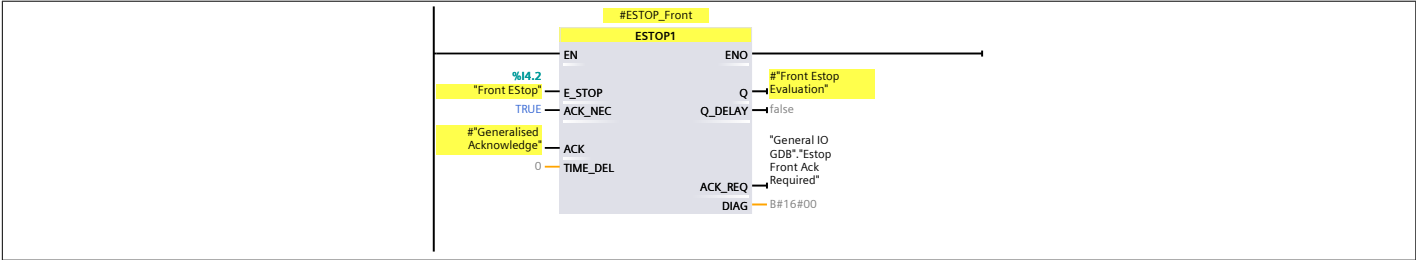 #ESTOP_Front
ESTOP1
EN
ENO
%I4.2
"Front EStop"
E_STOP
Q
#"Front Estop
Evaluation"
TRUE
ACK_NEC
Q_DELAY
false
#"Generalised
Acknowledge"
ACK
0
TIME_DEL
"General IO
GDB"."Estop
Front Ack
Required"
ACK_REQ
DIAG
B#16#00